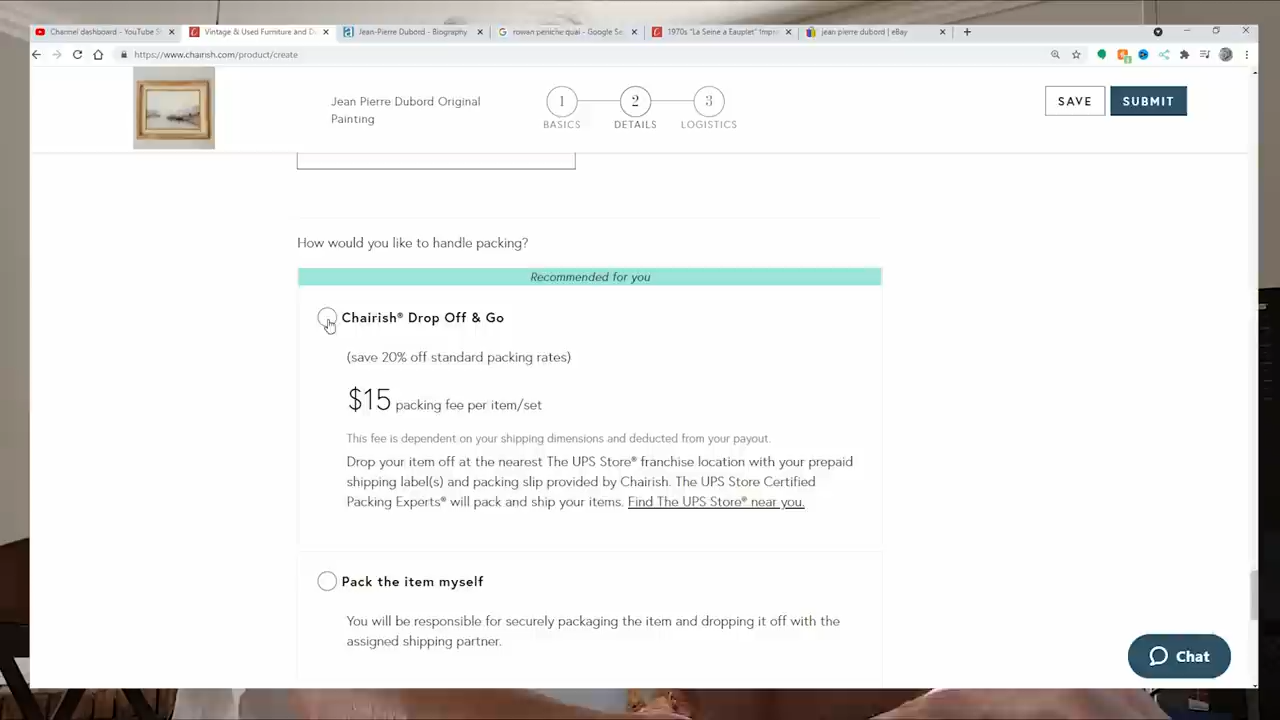 Channel dashboard - YouTube S
Vintage & Used Furniture and D
Jean-Pierre Dubord - Biography
rowan periche quai - Google Se
1970s "La Seine a Eauplet" Impre
jean pierre dubord | eBay
https://www.chairish.com/product/create
Jean Pierre Dubord Original
Painting
1
2
3
BASICS
DETAILS
LOGISTICS
SAVE
SUBMIT
How would you like to handle packing?
Recommended for you
Chairish® Drop Off & Go
(save 20% off standard packing rates)
$15 packing fee per item/set
This fee is dependent on your shipping dimensions and deducted from your payout.
Drop your item off at the nearest The UPS Store® franchise location with your prepaid
shipping label(s) and packing slip provided by Chairish. The UPS Store Certified
Packing Experts® will pack and ship your items. Find The UPS Store® near you.
Pack the item myself
You will be responsible for securely packaging the item and dropping it off with the
assigned shipping partner.
Chat